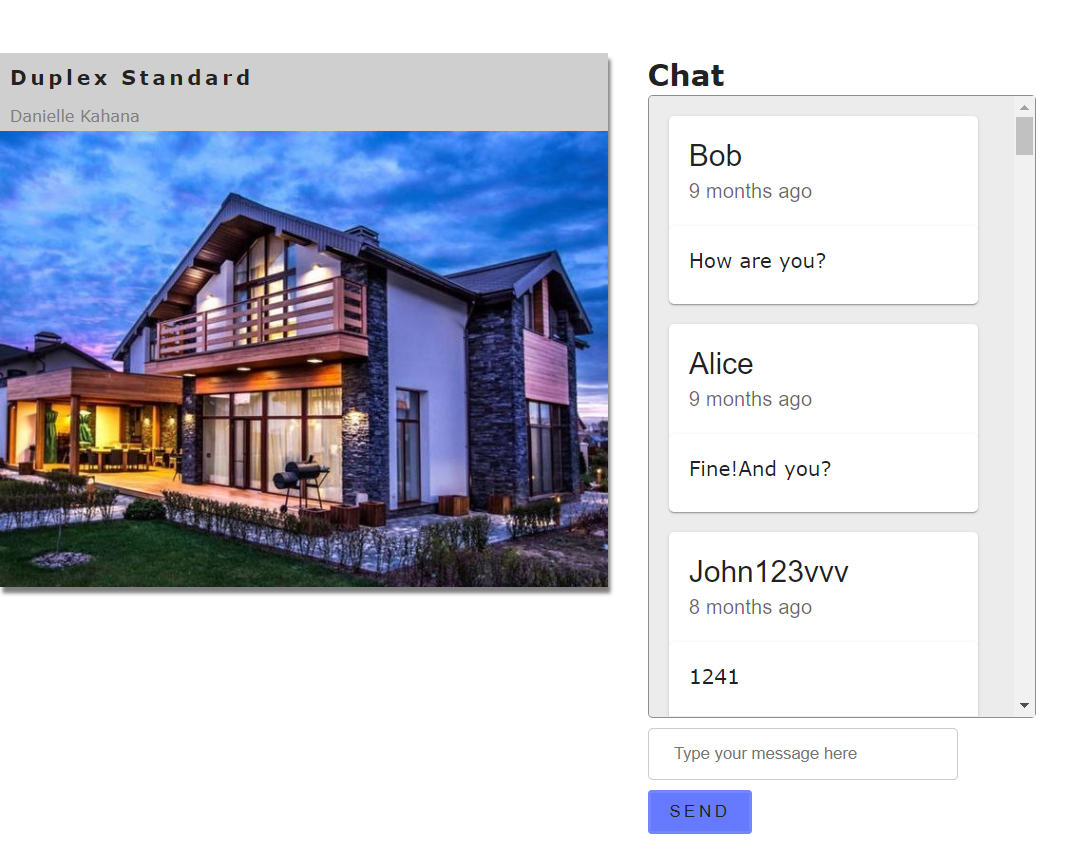 Duplex Standard
Danielle Kahana
Chat
Bob
9 months ago
How are you?
Alice
9 months ago
Fine!And you?
John123vvv
8 months ago
1241
Type your message here
SEND